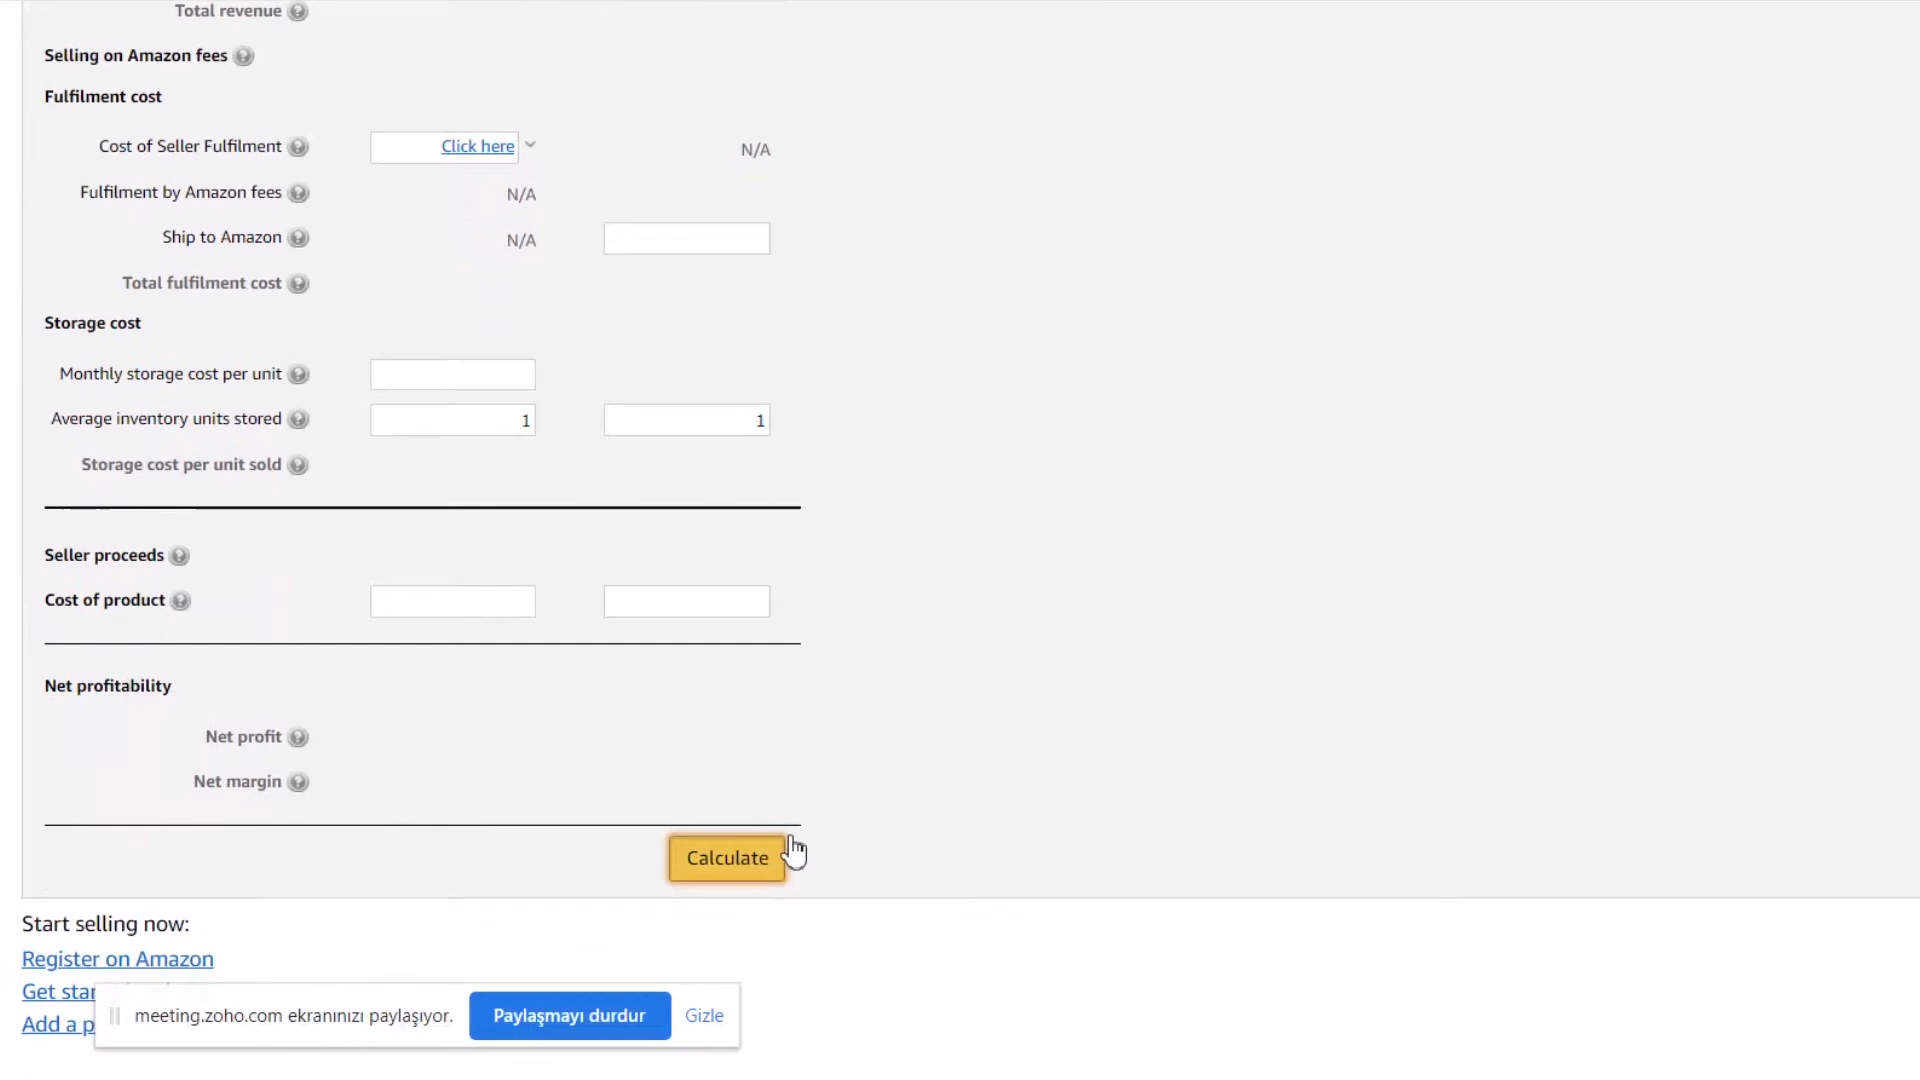 Total revenue
Selling on Amazon fees
Fulfilment cost
Cost of Seller Fulfilment Click here N/A
Fulfilment by Amazon fees N/A
Ship to Amazon N/A
Total fulfilment cost
Storage cost
Monthly storage cost per unit
Average inventory units stored 1 1
Storage cost per unit sold
Seller proceeds
Cost of product
Net profitability
Net profit
Net margin
Calculate
Start selling now:
Register on Amazon
Get
Add a
meeting.zoho.com ekranınızı paylaşıyor. Paylaşmayı durdur Gizle